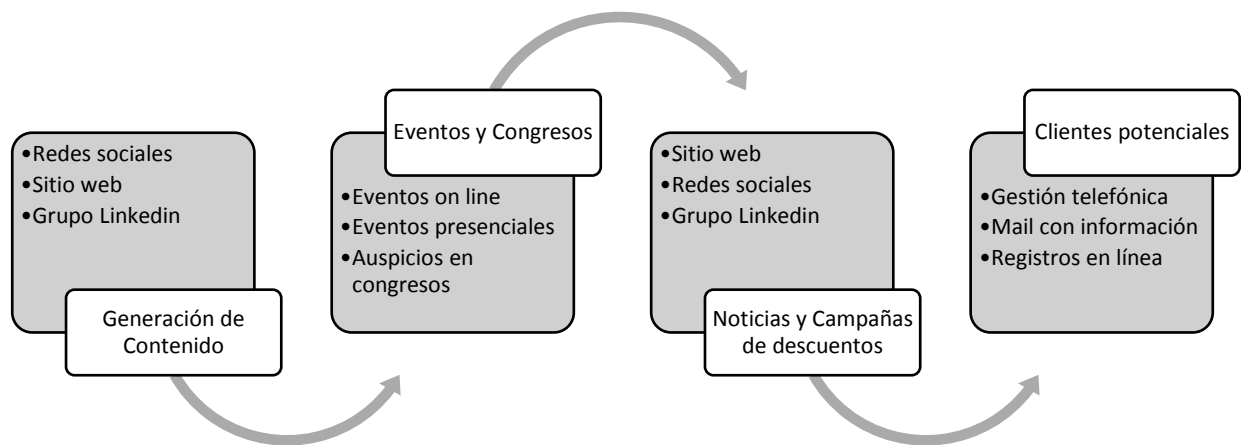 •Redes sociales
•Sitio web
•Grupo Linkedin
Generación de
Contenido
Eventos y Congresos
•Eventos on line
•Eventos presenciales
•Auspicios en
congresos
•Sitio web
•Redes sociales
•Grupo Linkedin
Noticias y Campañas
de descuentos
Clientes potenciales
•Gestión telefónica
•Mail con información
•Registros en línea